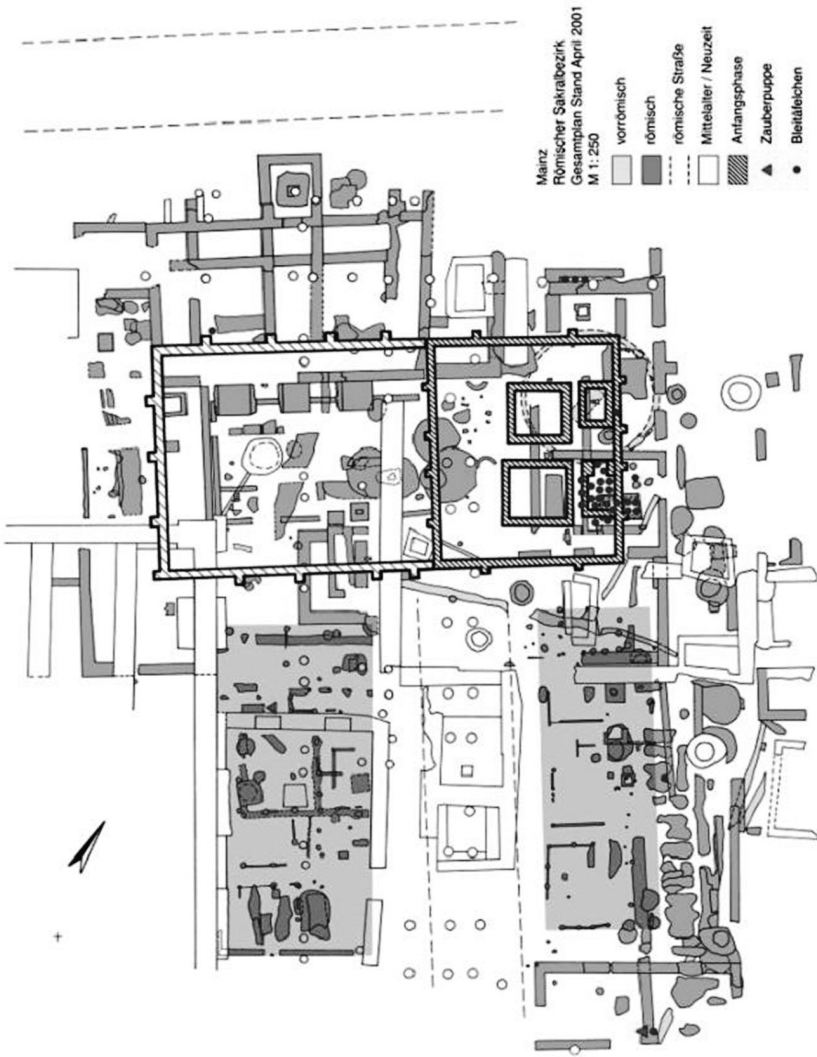 Mainz
Römischer Sakralbezirk
Gesamtplan Stand April 2001
M 1: 250
vorrömisch
römisch
römische Straße
Mittelalter / Neuzeit
Anfangsphase
Zauberpuppe
Bleitäfelchen